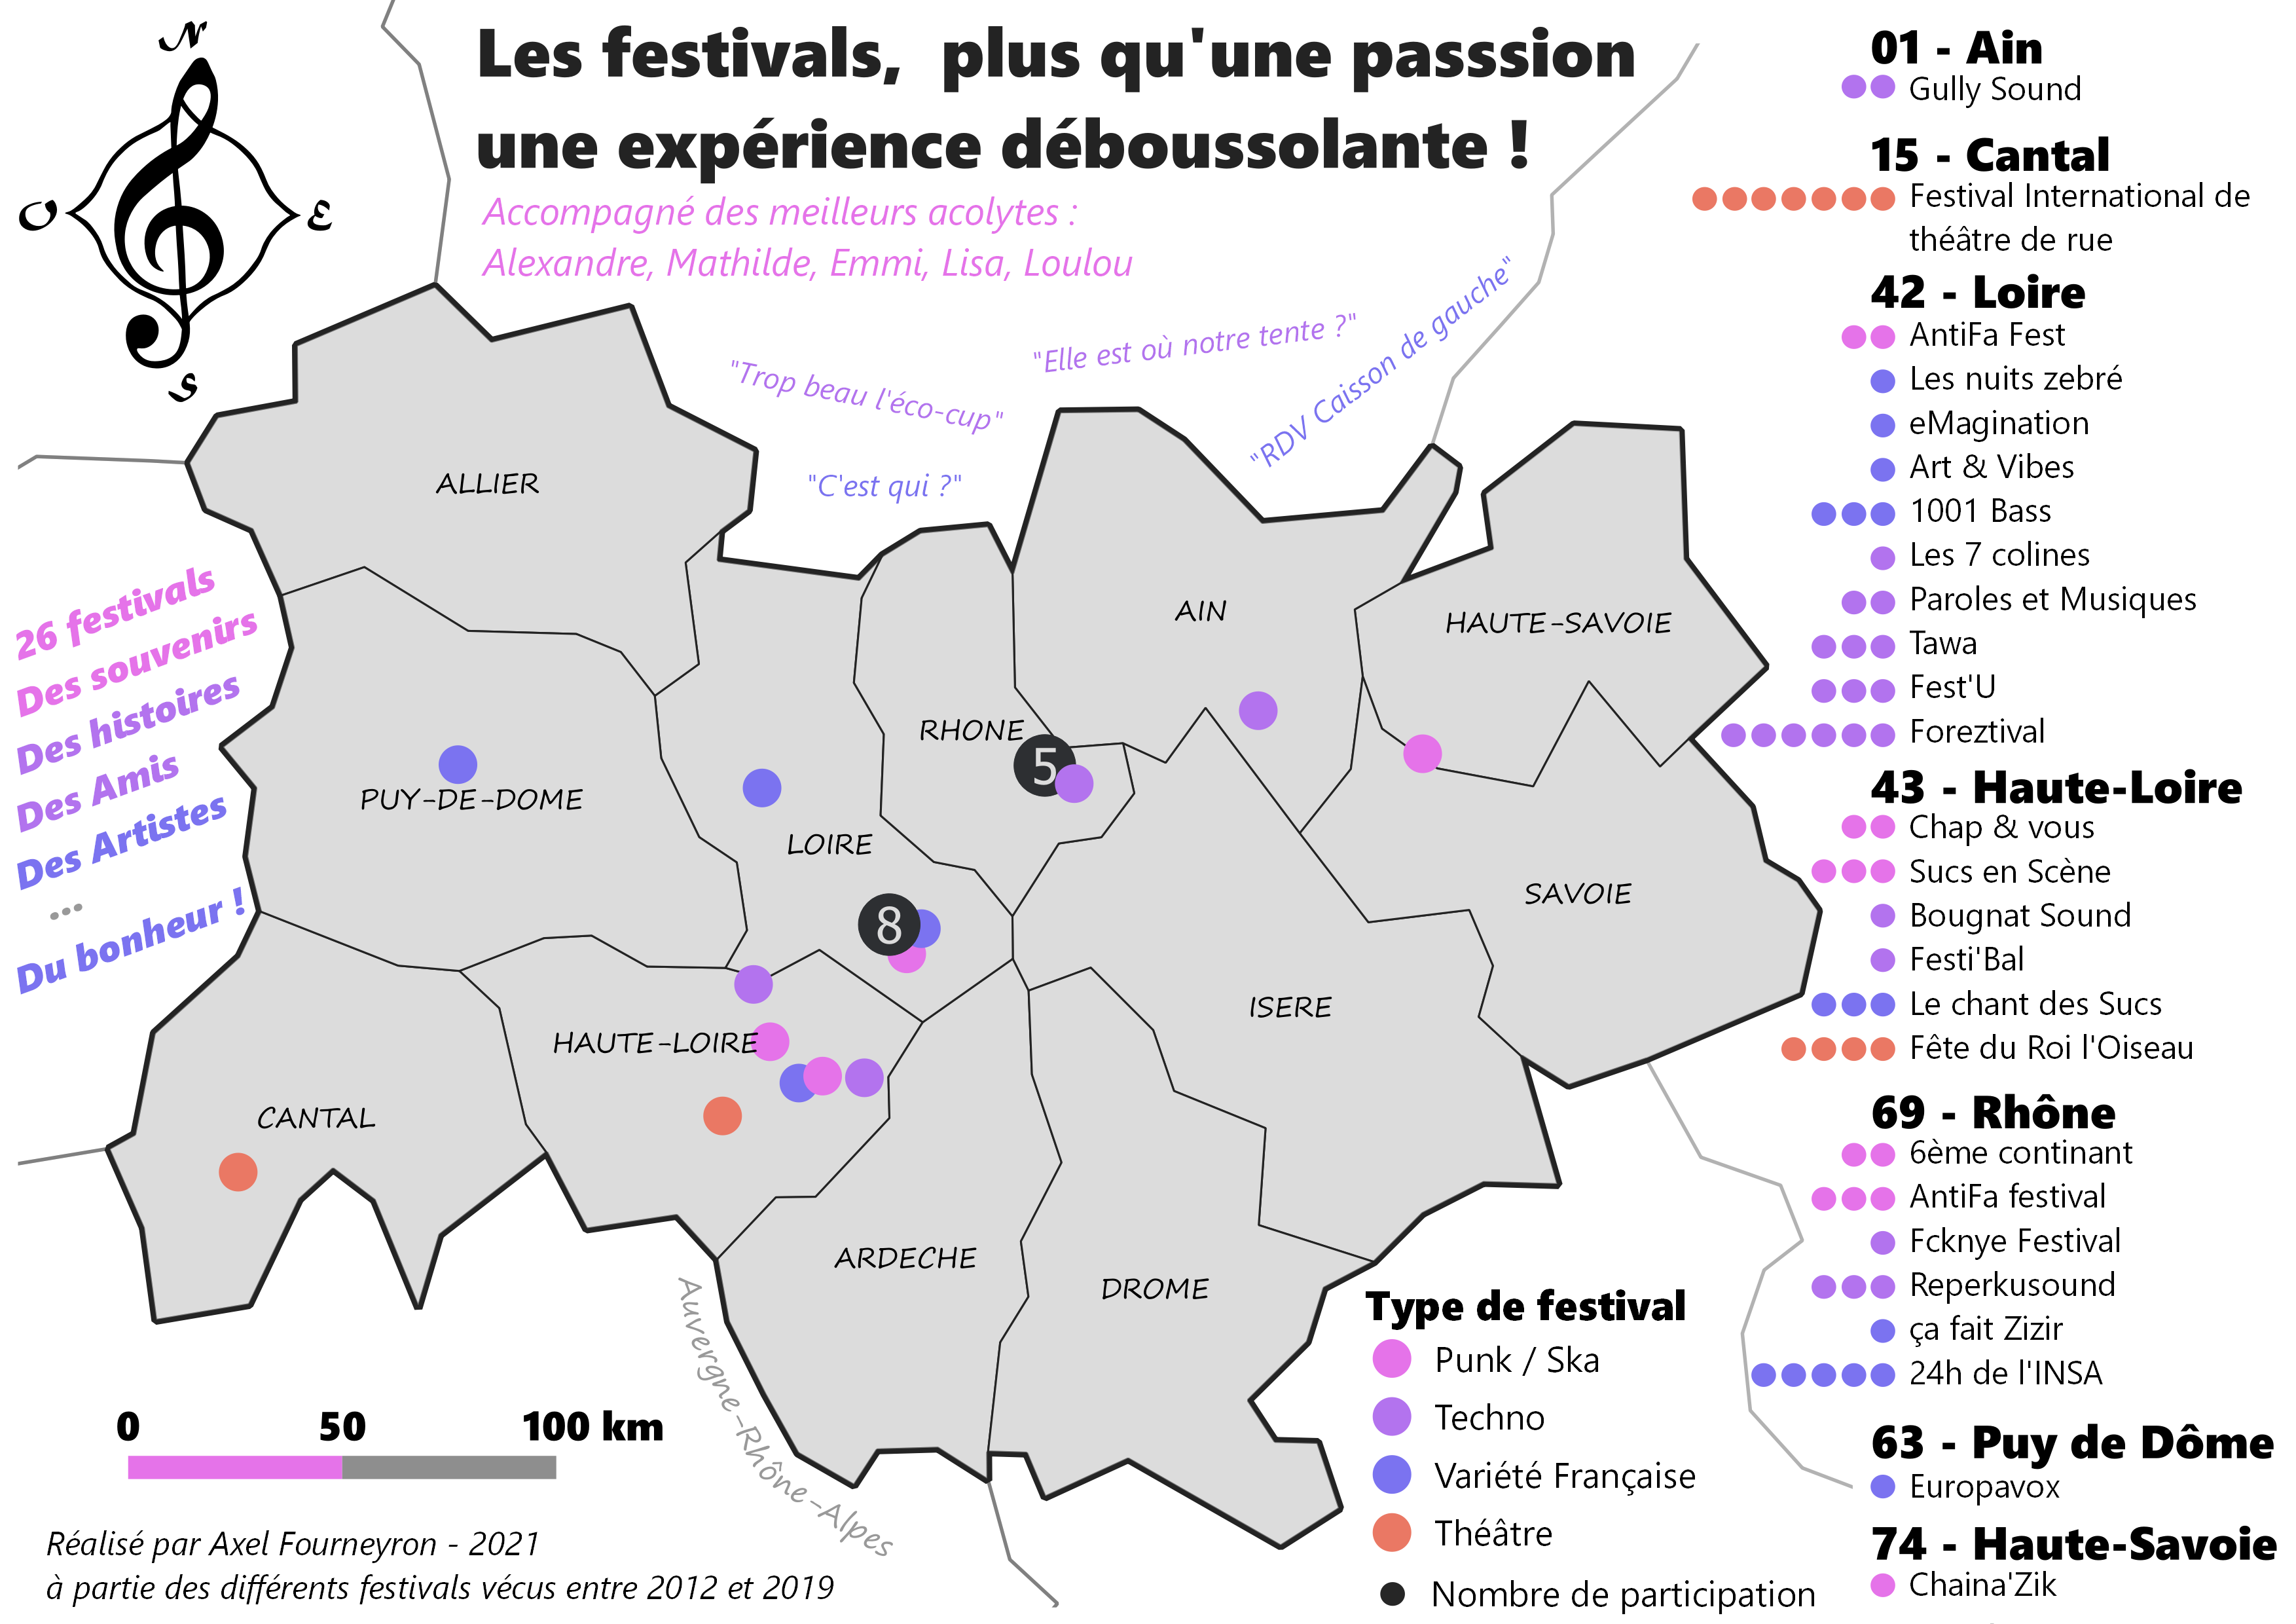 N
O
E
S
Les festivals,  plus qu'une passsion
une expérience déboussolante !
Accompagné des meilleurs acolytes :
Alexandre, Mathilde, Emmi, Lisa, Loulou
"Trop beau l'éco-cup"
"Elle est où notre tente ?"
"RDV Caisson de gauche"
"C'est qui ?"
26 festivals
Des souvenirs
Des histoires
Des Amis
Des Artistes
...
Du bonheur !
ALLIER
AIN
HAUTE-SAVOIE
RHONE
5
PUY-DE-DOME
LOIRE
SAVOIE
8
ISERE
HAUTE-LOIRE
CANTAL
ARDECHE
DROME
Auvergne-Rhône-Alpes
0 50 100 km
Réalisé par Axel Fourneyron - 2021
à partie des différents festivals vécus entre 2012 et 2019
Type de festival
Punk / Ska
Techno
Variété Française
Théâtre
Nombre de participation
01 - Ain
Gully Sound
15 - Cantal
Festival International de
théâtre de rue
42 - Loire
AntiFa Fest
Les nuits zebré
eMagination
Art & Vibes
1001 Bass
Les 7 colines
Paroles et Musiques
Tawa
Fest'U
Foreztival
43 - Haute-Loire
Chap & vous
Sucs en Scène
Bougnat Sound
Festi'Bal
Le chant des Sucs
Fête du Roi l'Oiseau
69 - Rhône
6ème continant
AntiFa festival
Fcknye Festival
Reperkusound
ça fait Zizir
24h de l'INSA
63 - Puy de Dôme
Europavox
74 - Haute-Savoie
Chaina'Zik